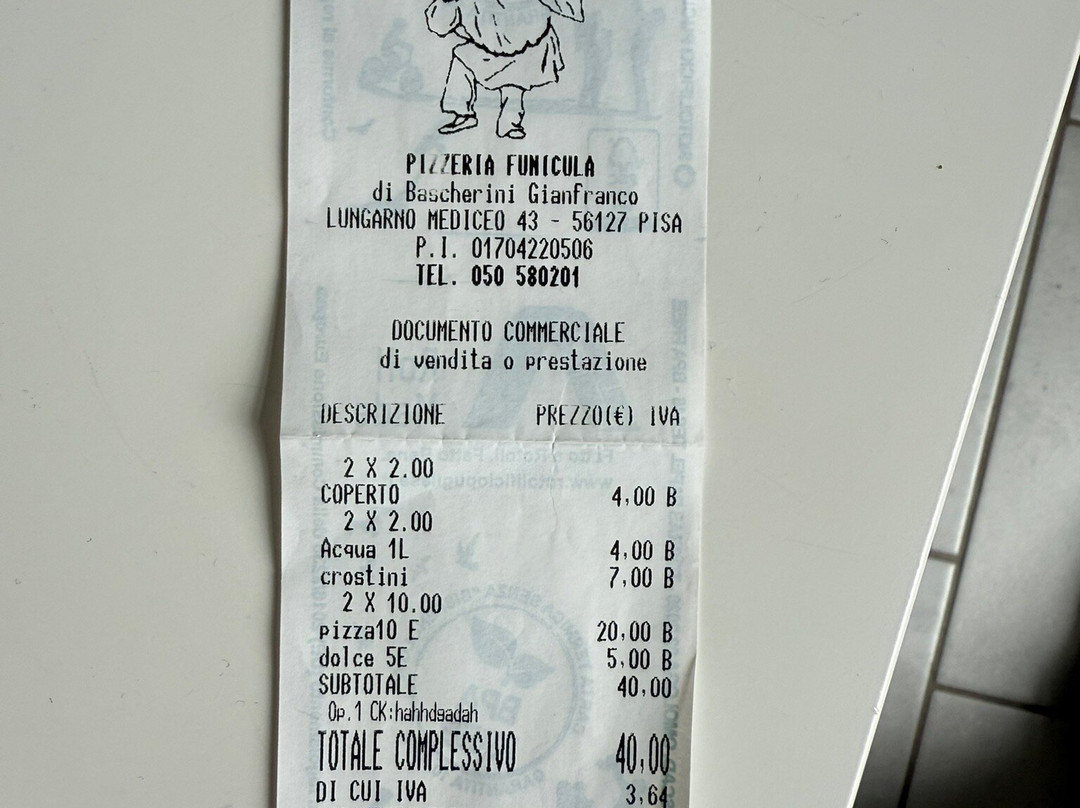 PIZZERIA FUNICULA
di Bascherini Gianfranco
LUNGARNO MEDICEO 43 - 56127 PISA
P.I. 01704220506
TEL. 050 580201
DOCUMENTO COMMERCIALE
di vendita o prestazione
DESCRIZIONE PREZZO(€) IVA
2 X 2.00
COPERTO 4,00 B
2 X 2.00
Acqua 1L 4,00 B
crostini 7,00 B
2 X 10.00
pizza10 E 20,00 B
dolce 5E 5,00 B
SUBTOTALE 40,00
Op.1 CK:hahhdgadah
TOTALE COMPLESSIVO 40,00
DI CUI IVA 3,64